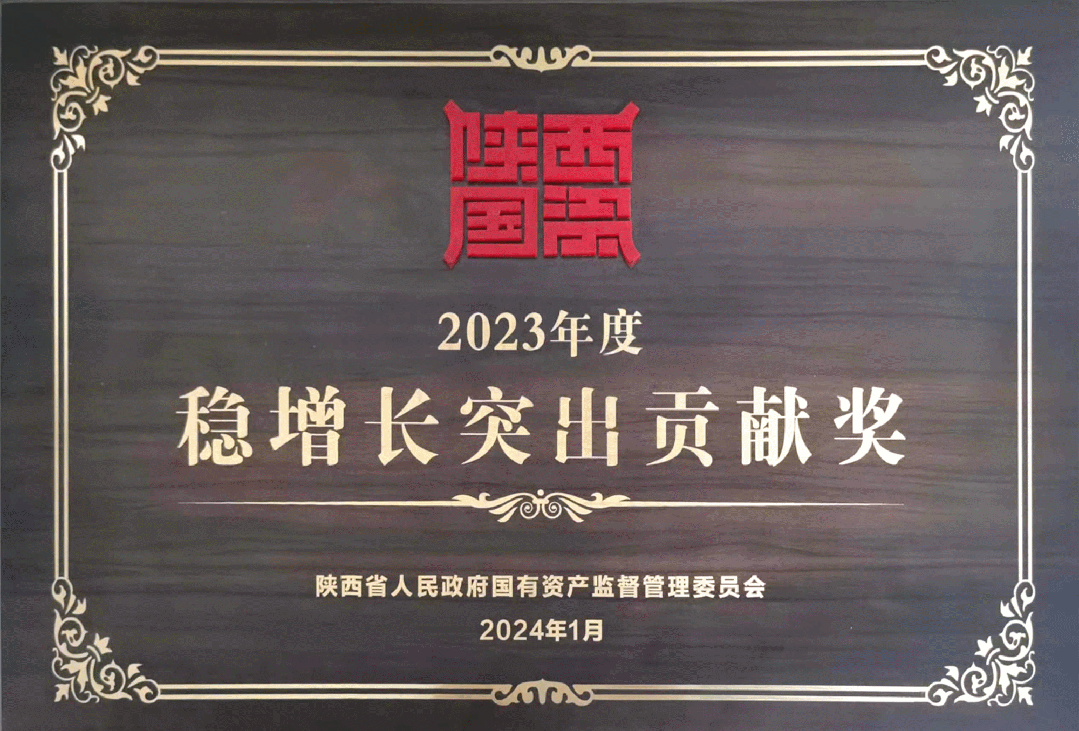 陕西
国资
2023年度
稳增长突出贡献奖
陕西省人民政府国有资产监督管理委员会
2024年1月